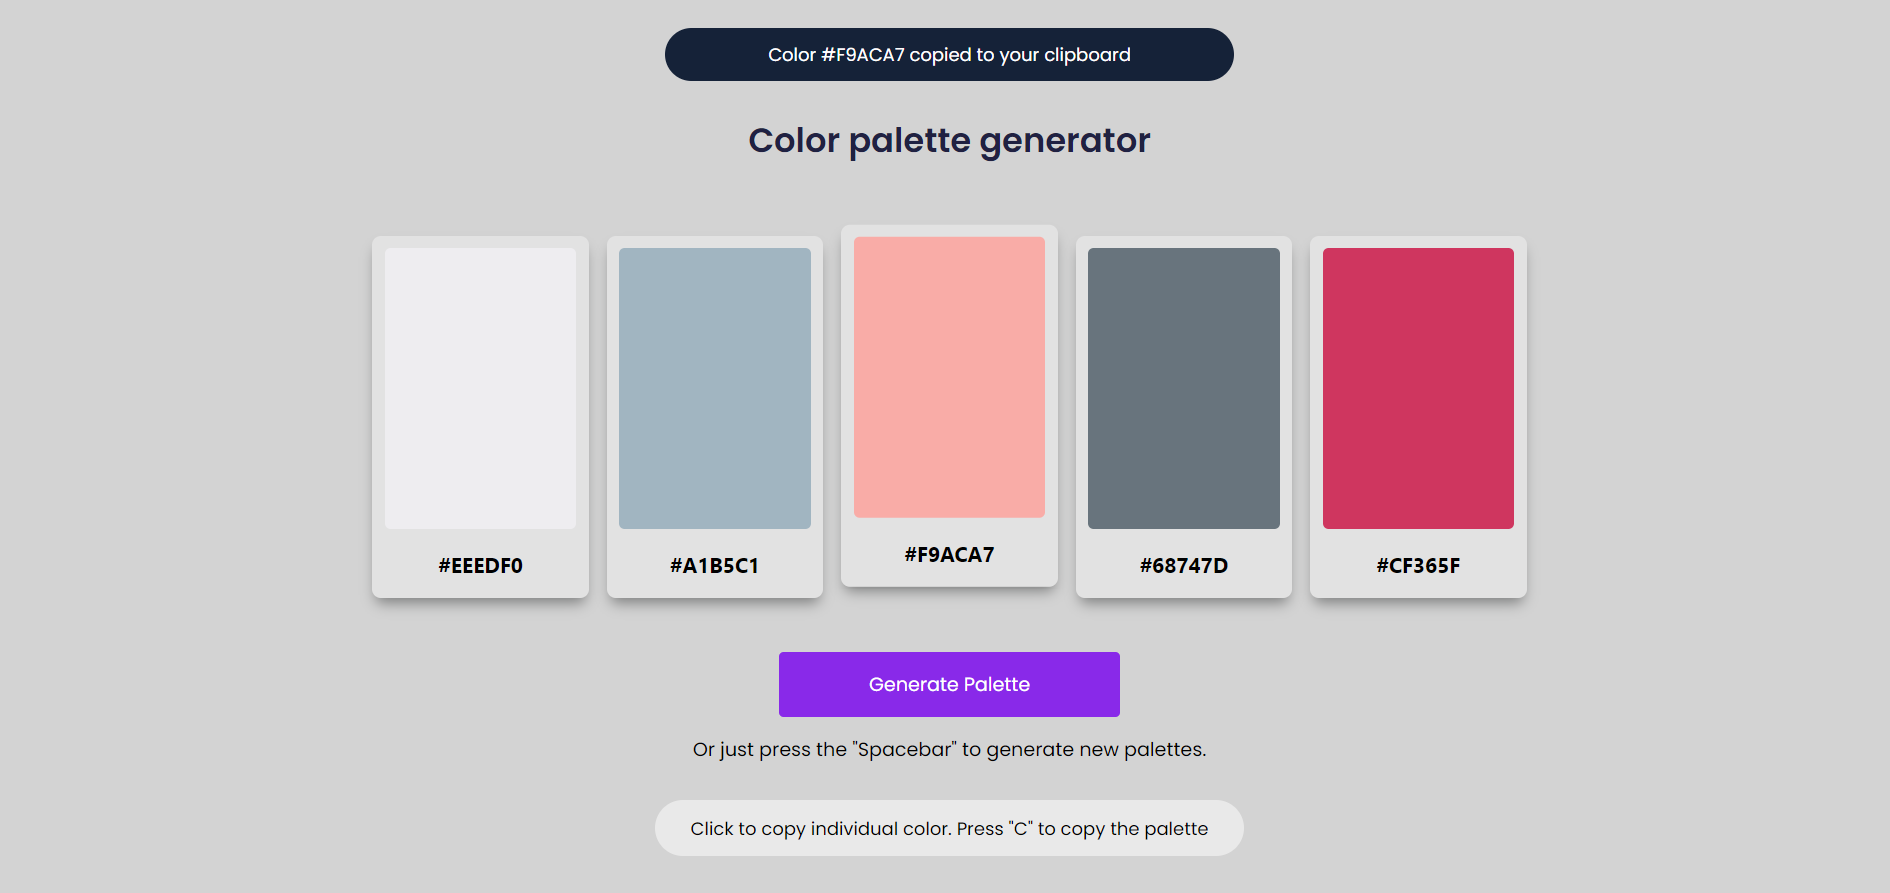 Color #F9ACA7 copied to your clipboard
Color palette generator
#EEEDF0
#A1B5C1
#F9ACA7
#68747D
#CF365F
Generate Palette
Or just press the "Spacebar" to generate new palettes.
Click to copy individual color. Press "C" to copy the palette